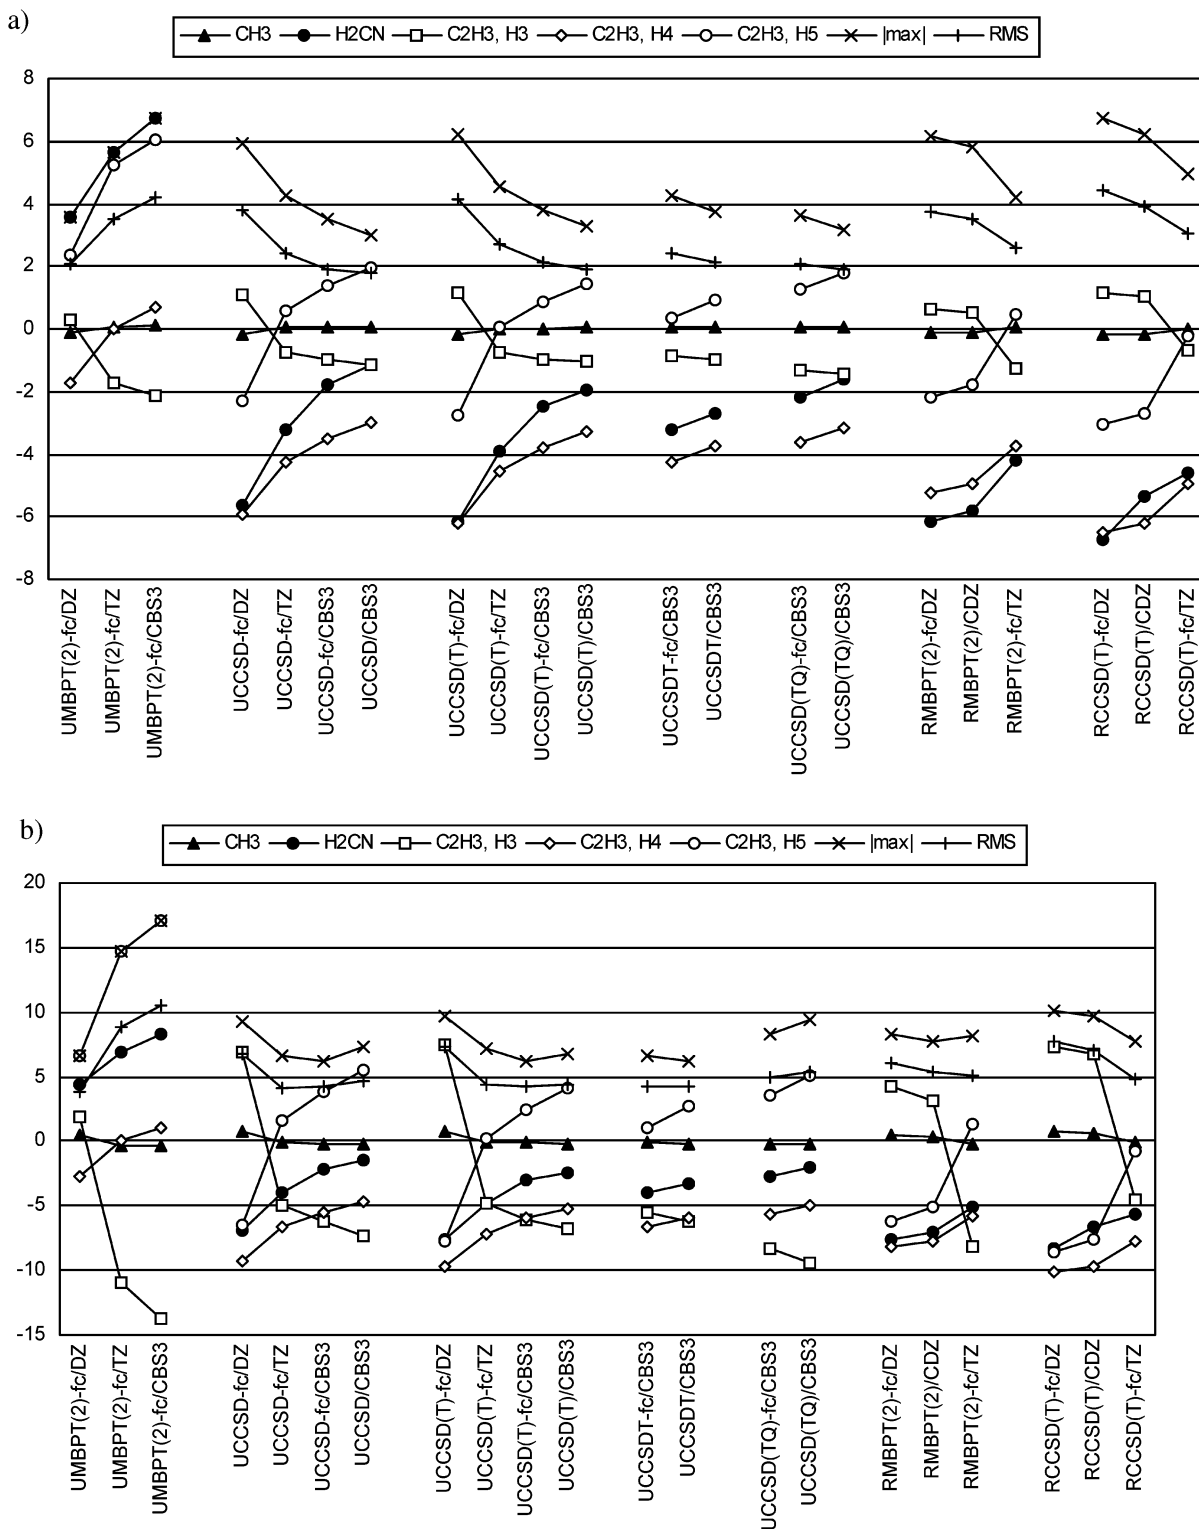 a)
CH3 H2CN C2H3, H3 C2H3, H4 C2H3, H5 |max| RMS
8
6
4
2
0
-2
-4
-6
-8
UMBPT(2)-fc/DZ
UMBPT(2)-fc/TZ
UMBPT(2)-fc/CBS3
UCCSD-fc/DZ
UCCSD-fc/TZ
UCCSD-fc/CBS3
UCCSD/CBS3
UCCSD(T)-fc/DZ
UCCSD(T)-fc/TZ
UCCSD(T)-fc/CBS3
UCCSD(T)/CBS3
UCCSDT-fc/CBS3
UCCSDT/CBS3
UCCSD(TQ)-fc/CBS3
UCCSD(TQ)/CBS3
RMBPT(2)-fc/DZ
RMBPT(2)/CDZ
RMBPT(2)-fc/TZ
RCCSD(T)-fc/DZ
RCCSD(T)/CDZ
RCCSD(T)-fc/TZ
b)
CH3 H2CN C2H3, H3 C2H3, H4 C2H3, H5 |max| RMS
20
15
10
5
0
-5
-10
-15
UMBPT(2)-fc/DZ
UMBPT(2)-fc/TZ
UMBPT(2)-fc/CBS3
UCCSD-fc/DZ
UCCSD-fc/TZ
UCCSD-fc/CBS3
UCCSD/CBS3
UCCSD(T)-fc/DZ
UCCSD(T)-fc/TZ
UCCSD(T)-fc/CBS3
UCCSD(T)/CBS3
UCCSDT-fc/CBS3
UCCSDT/CBS3
UCCSD(TQ)-fc/CBS3
UCCSD(TQ)/CBS3
RMBPT(2)-fc/DZ
RMBPT(2)/CDZ
RMBPT(2)-fc/TZ
RCCSD(T)-fc/DZ
RCCSD(T)/CDZ
RCCSD(T)-fc/TZ